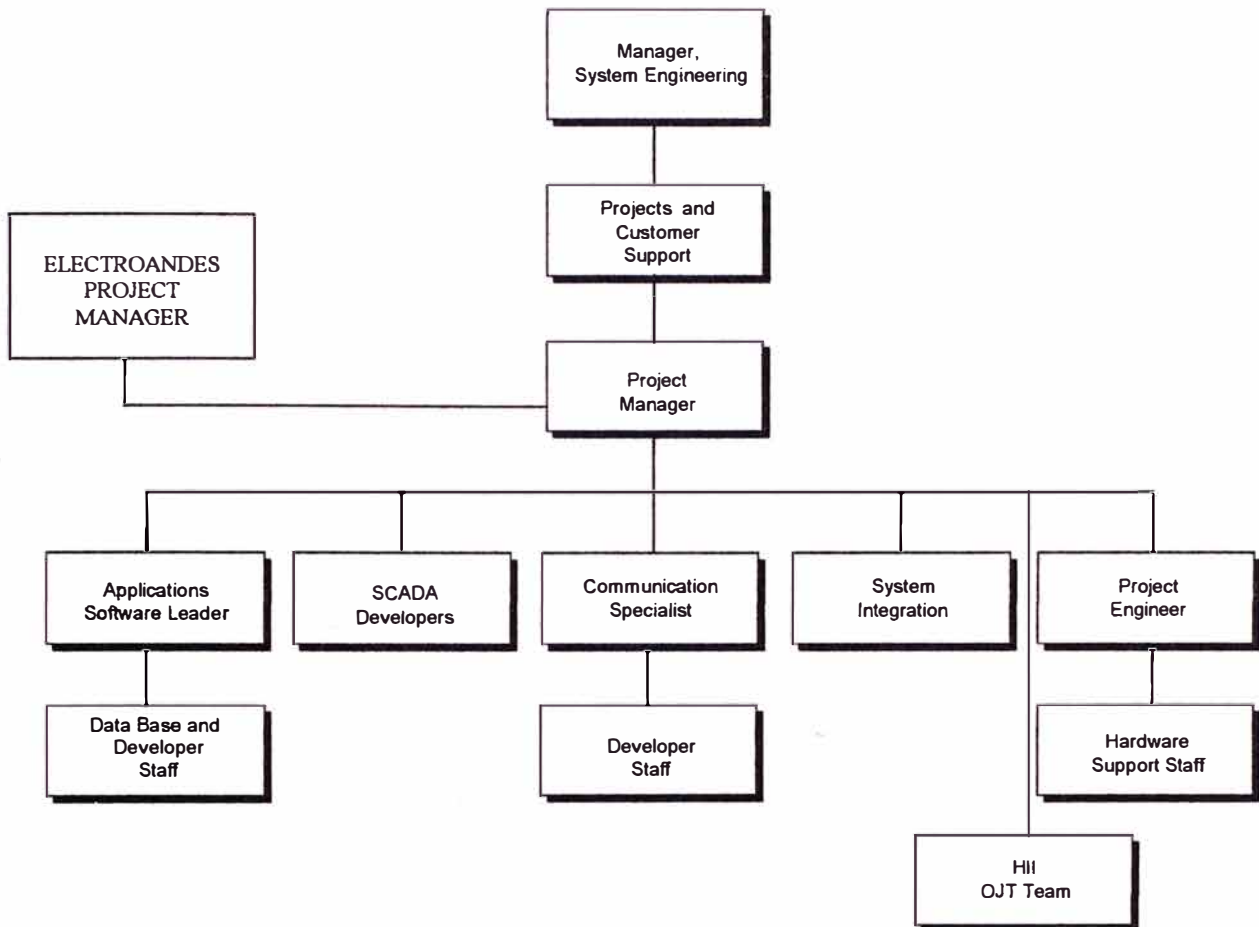 Manager,
System Engineering
Projects and
Customer
Support
ELECTROANDES
PROJECT
MANAGER
Project
Manager
Applications
Software Leader
SCADA
Developers
Communication
Specialist
System
Integration
Project
Engineer
Data Base and
Developer
Staff
Developer
Staff
Hardware
Support Staff
HII
OJT Team